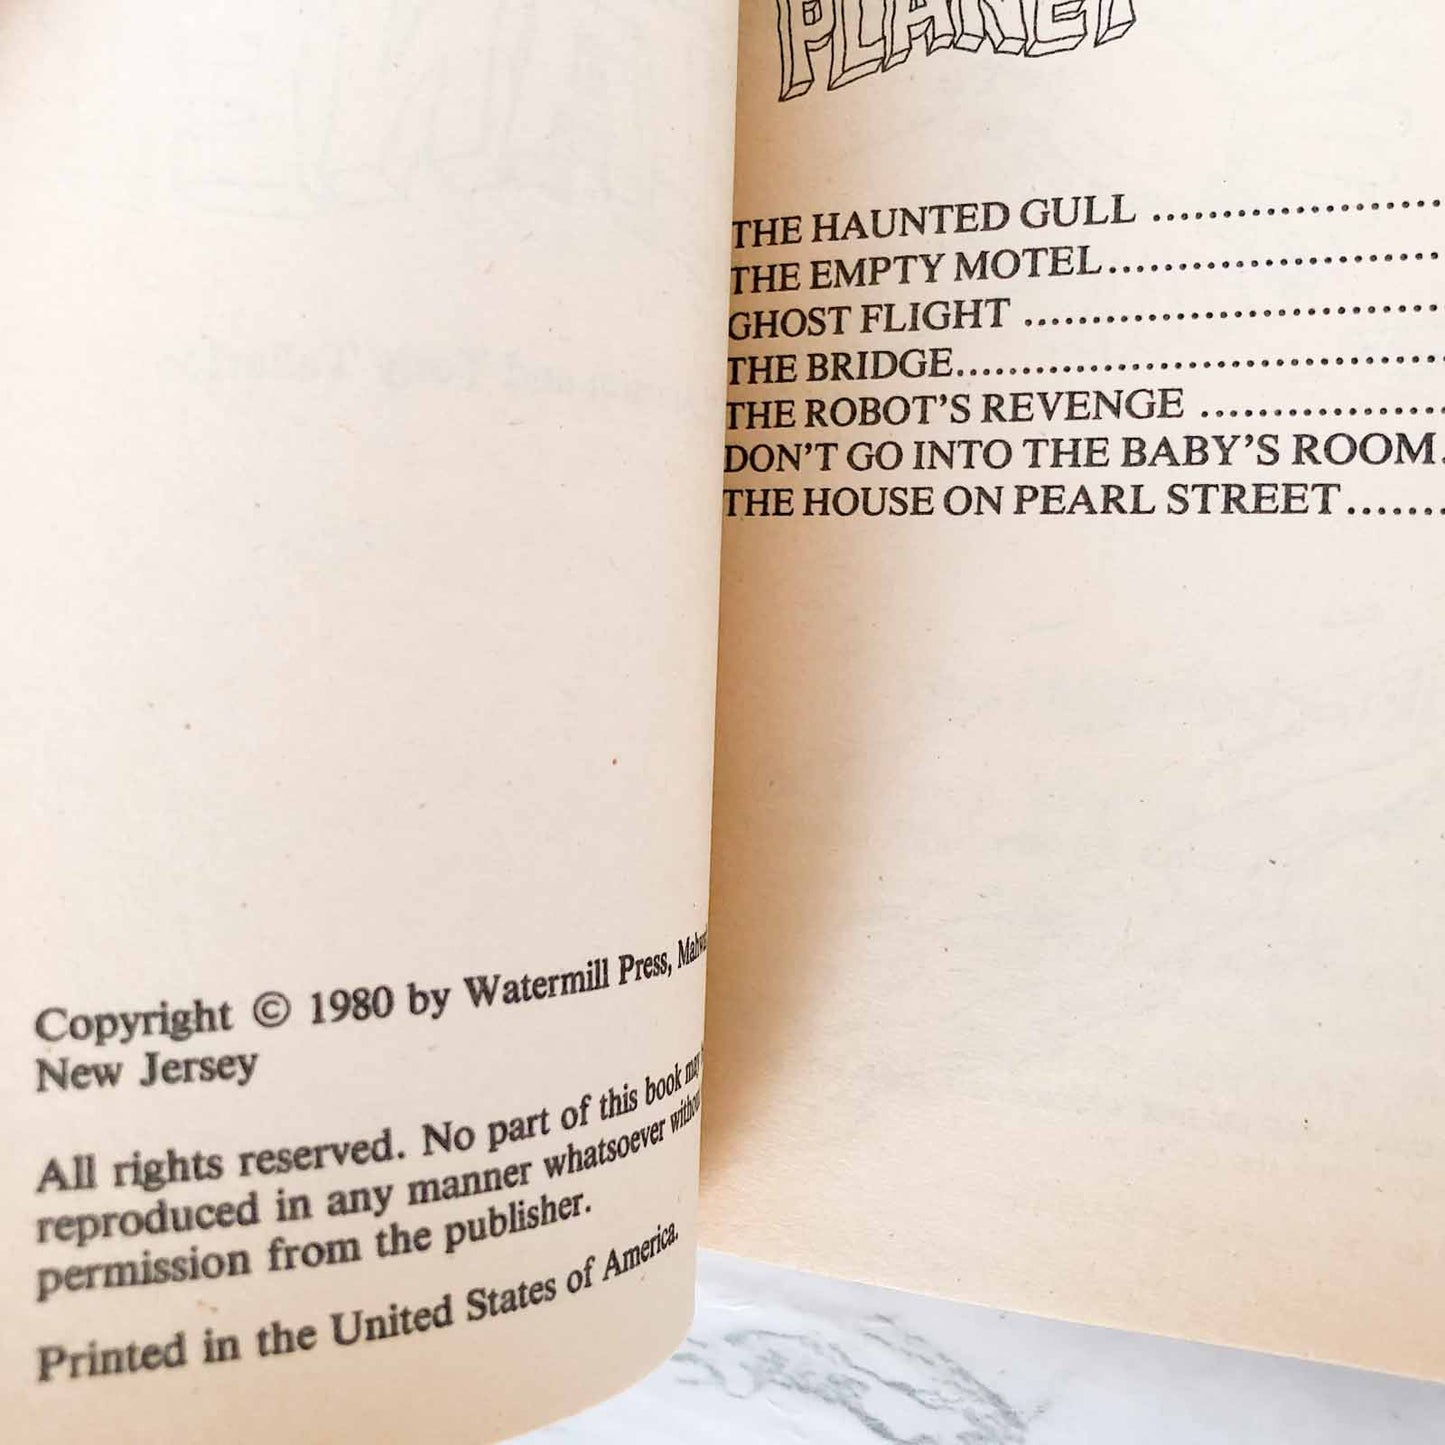 Copyright © 1980 by Watermill Press,
New Jersey
All rights reserved. No part of this book may
reproduced in any manner whatsoever
permission from the publisher.
Printed in the United States of America.
PLANET
THE HAUNTED GULL ....................
THE EMPTY MOTEL........................
GHOST FLIGHT ..............................
THE BRIDGE...................................
THE ROBOT'S REVENGE ..................
DON'T GO INTO THE BABY'S ROOM.
THE HOUSE ON PEARL STREET.......